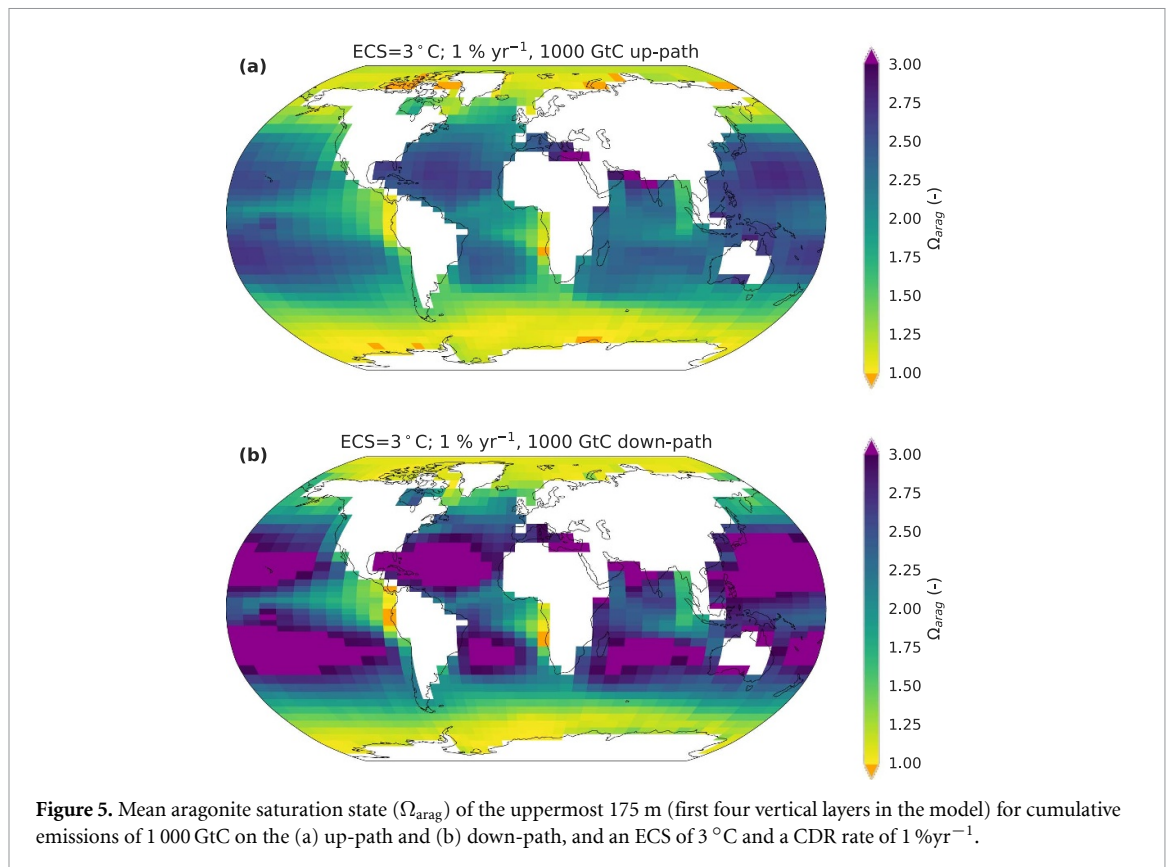 ECS=3°C; 1 % yr⁻¹, 1000 GtC up-path
(a)
3.00
2.75
2.50
2.25
2.00
1.75
1.50
1.25
1.00
Ωarag (-)
ECS=3°C; 1 % yr⁻¹, 1000 GtC down-path
(b)
3.00
2.75
2.50
2.25
2.00
1.75
1.50
1.25
1.00
Ωarag (-)
Figure 5. Mean aragonite saturation state (Ωarag) of the uppermost 175 m (first four vertical layers in the model) for cumulative
emissions of 1 000 GtC on the (a) up-path and (b) down-path, and an ECS of 3 °C and a CDR rate of 1 %yr⁻¹.